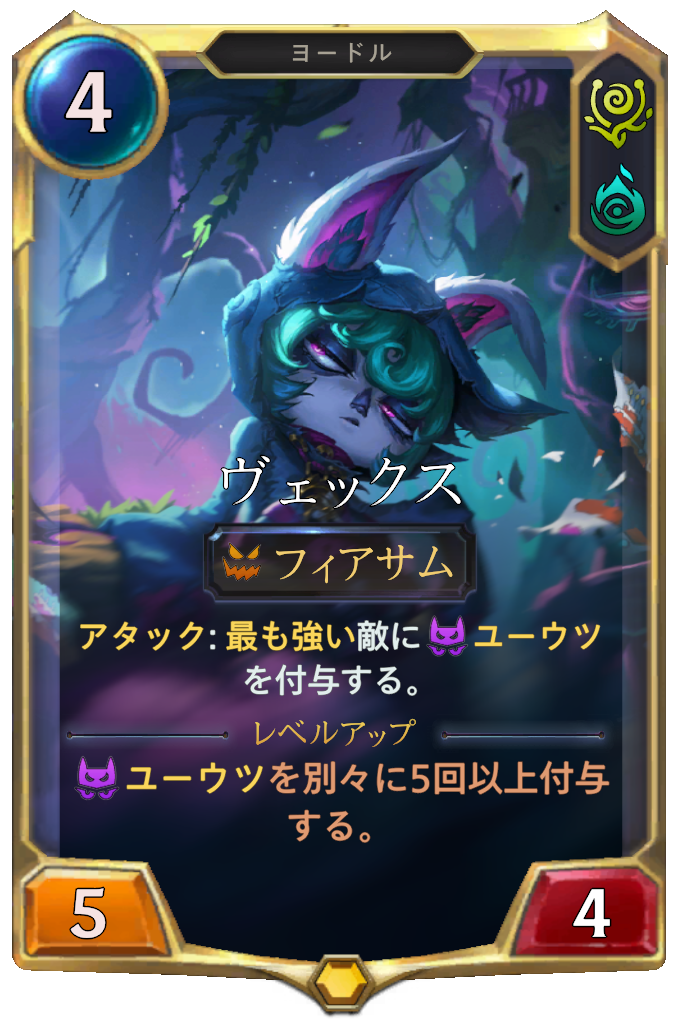 ヨードル
4
ヴェックス
フィアサム
アタック: 最も強い敵にユーウツ
を付与する。
レベルアップ
ユーウツを別々に5回以上付与
する。
5
4